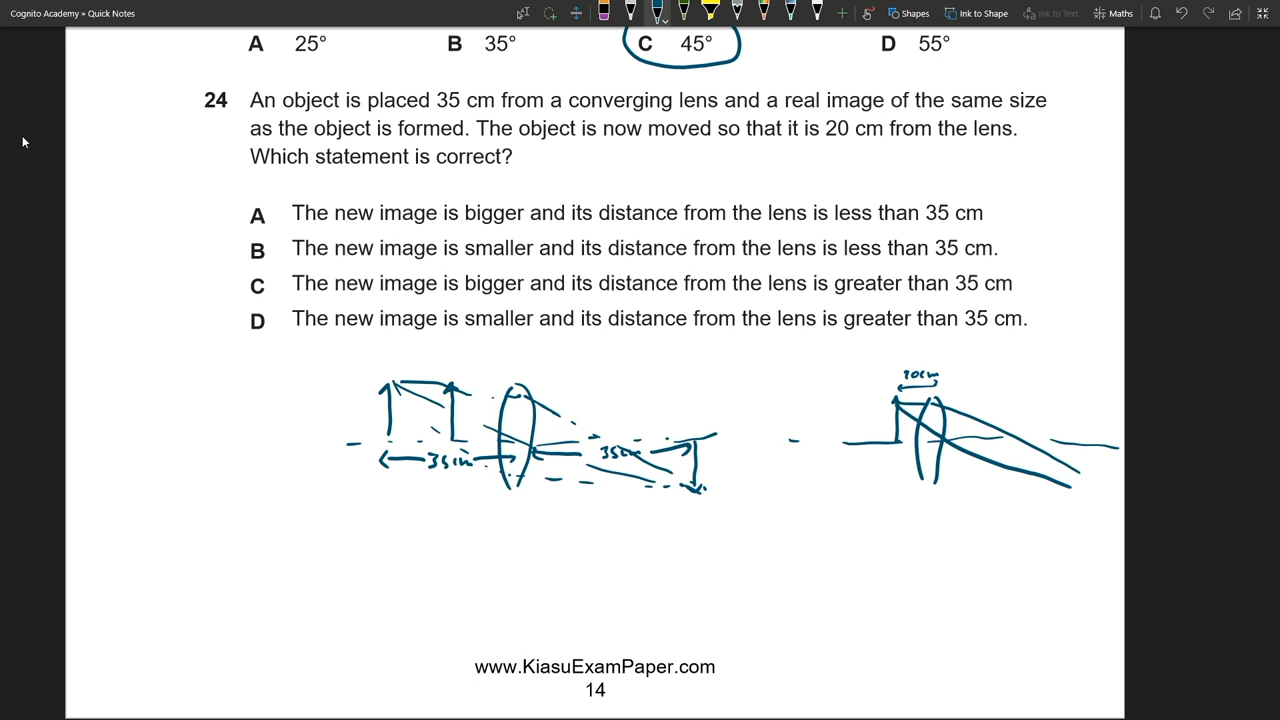 Cognito Academy » Quick Notes
Shapes Ink to Shape Ink to Text Maths
A 25° B 35° C 45° D 55°
24 An object is placed 35 cm from a converging lens and a real image of the same size
as the object is formed. The object is now moved so that it is 20 cm from the lens.
Which statement is correct?
A The new image is bigger and its distance from the lens is less than 35 cm
B The new image is smaller and its distance from the lens is less than 35 cm.
C The new image is bigger and its distance from the lens is greater than 35 cm
D The new image is smaller and its distance from the lens is greater than 35 cm.
20cm
35cm 35cm
www.KiasuExamPaper.com
14